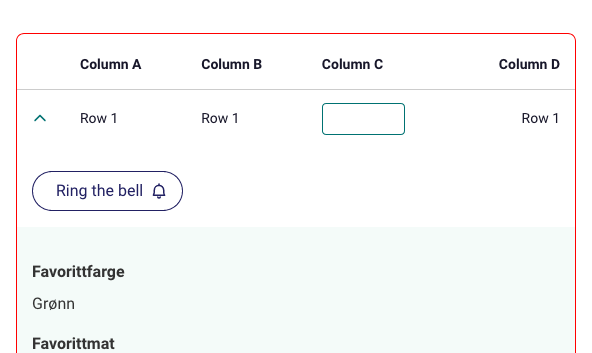 Column A Column B Column C Column D
Row 1 Row 1 Row 1
Ring the bell
Favorittfarge
Grønn
Favorittmat